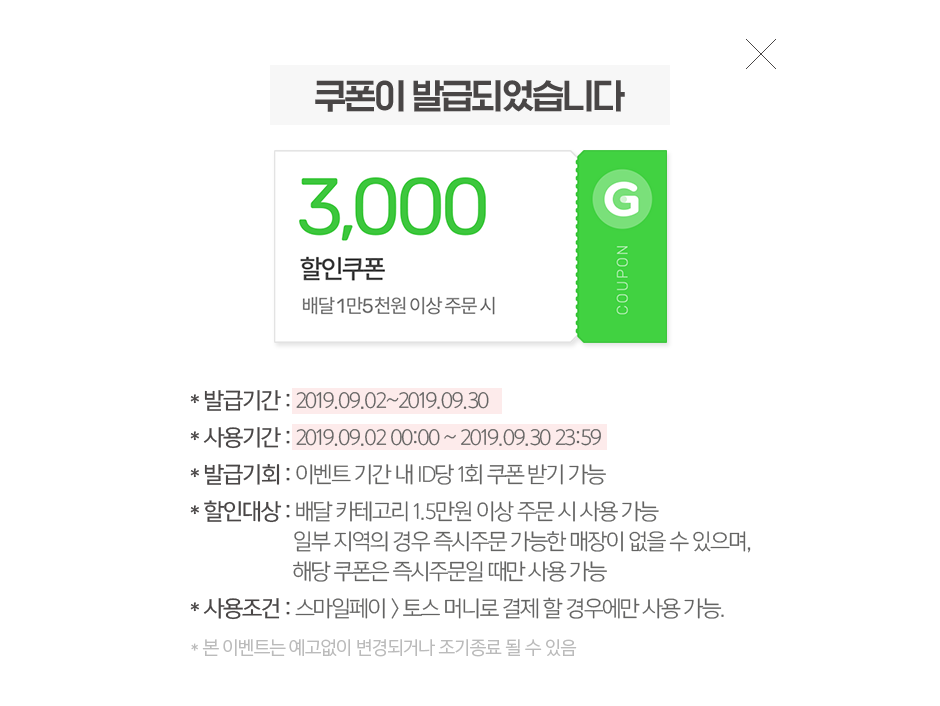 쿠폰이 발급되었습니다
3,000
할인쿠폰
배달 1만5천원 이상 주문 시
G
COUPON
* 발급기간 : 2019.09.02~2019.09.30
* 사용기간 : 2019.09.02 00:00 ~ 2019.09.30 23:59
* 발급기회 : 이벤트 기간 내 ID당 1회 쿠폰 받기 가능
* 할인대상 : 배달 카테고리 1.5만원 이상 주문 시 사용 가능
일부 지역의 경우 즉시주문 가능한 매장이 없을 수 있으며,
해당 쿠폰은 즉시주문일 때만 사용 가능
* 사용조건 : 스마일페이 > 토스 머니로 결제 할 경우에만 사용 가능.
* 본 이벤트는 예고없이 변경되거나 조기종료 될 수 있음